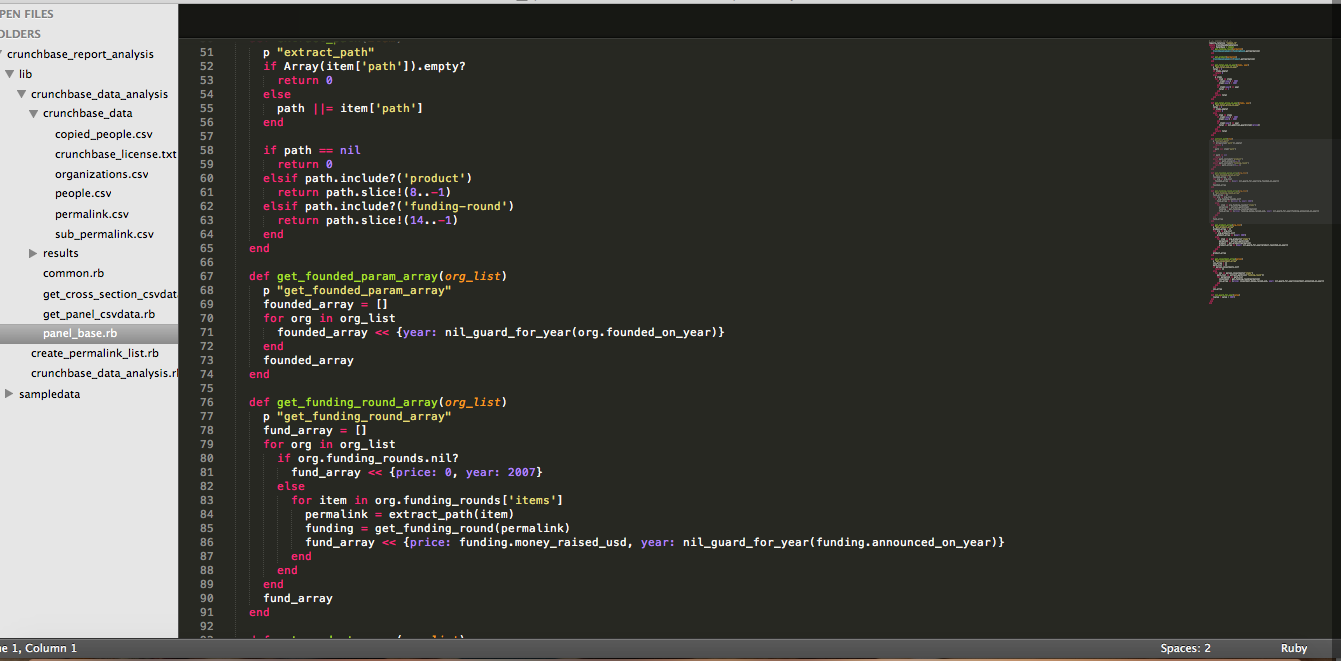 PEN FILES
OLDERS
crunchbase_report_analysis
lib
crunchbase_data_analysis
crunchbase_data
copied_people.csv
crunchbase_license.txt
organizations.csv
people.csv
permalink.csv
sub_permalink.csv
results
common.rb
get_cross_section_csvdat
get_panel_csvdata.rb
panel_base.rb
create_permalink_list.rb
crunchbase_data_analysis.r
sampledata
51 p "extract_path"
52 if Array(item['path']).empty?
53 return 0
54 else
55 path ||= item['path']
56 end
57
58 if path == nil
59 return 0
60 elsif path.include?('product')
61 return path.slice!(8..-1)
62 elsif path.include?('funding-round')
63 return path.slice!(14..-1)
64 end
65 end
66
67 def get_founded_param_array(org_list)
68 p "get_founded_param_array"
69 founded_array = []
70 for org in org_list
71 founded_array << {year: nil_guard_for_year(org.founded_on_year)}
72 end
73 founded_array
74 end
75
76 def get_funding_round_array(org_list)
77 p "get_funding_round_array"
78 fund_array = []
79 for org in org_list
80 if org.funding_rounds.nil?
81 fund_array << {price: 0, year: 2007}
82 else
83 for item in org.funding_rounds['items']
84 permalink = extract_path(item)
85 funding = get_funding_round(permalink)
86 fund_array << {price: funding.money_raised_usd, year: nil_guard_for_year(funding.announced_on_year)}
87 end
88 end
89 end
90 fund_array
91 end
92
ne 1, Column 1
Spaces: 2
Ruby